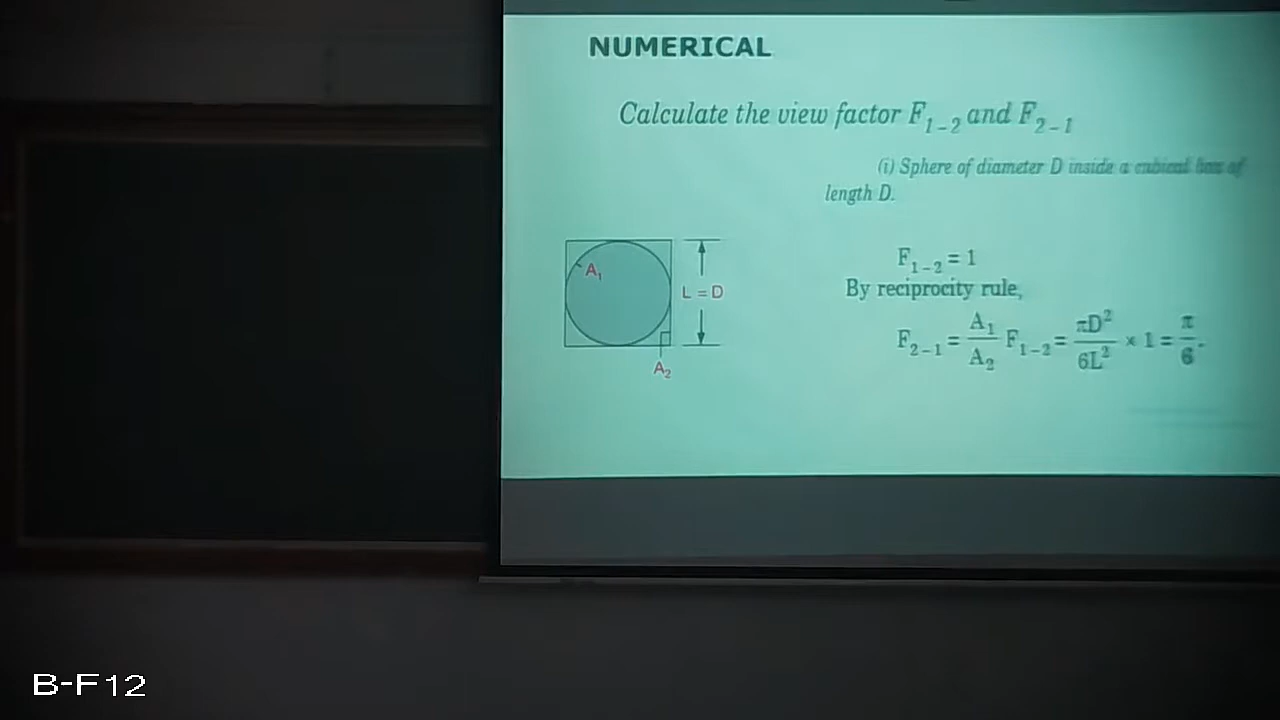 NUMERICAL
Calculate the view factor F1-2 and F2-1
(i) Sphere of diameter D inside a cubical box of
length D.
A1
L = D
A2
F1-2 = 1
By reciprocity rule,
F2-1 = A1/A2 F1-2 = πD²/6L² × 1 = π/6.
B-F12